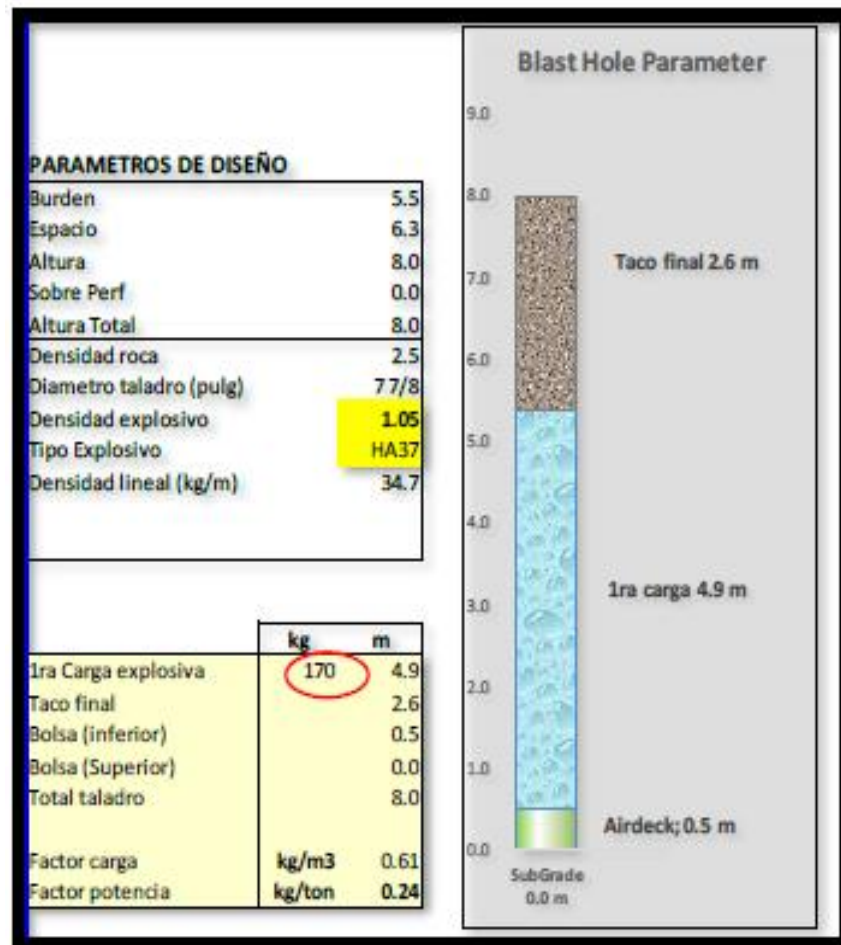 PARAMETROS DE DISEÑO
Burden 5.5
Espacio 6.3
Altura 8.0
Sobre Perf 0.0
Altura Total 8.0
Densidad roca 2.5
Diametro taladro (pulg) 7 7/8
Densidad explosivo 1.05
Tipo Explosivo HA37
Densidad lineal (kg/m) 34.7
kg m
1ra Carga explosiva 170 4.9
Taco final 2.6
Bolsa (inferior) 0.5
Bolsa (Superior) 0.0
Total taladro 8.0
Factor carga kg/m3 0.61
Factor potencia kg/ton 0.24
Blast Hole Parameter
9.0
8.0
Taco final 2.6 m
7.0
6.0
5.0
4.0
1ra carga 4.9 m
3.0
2.0
1.0
Airdeck; 0.5 m
0.0
SubGrade
0.0 m